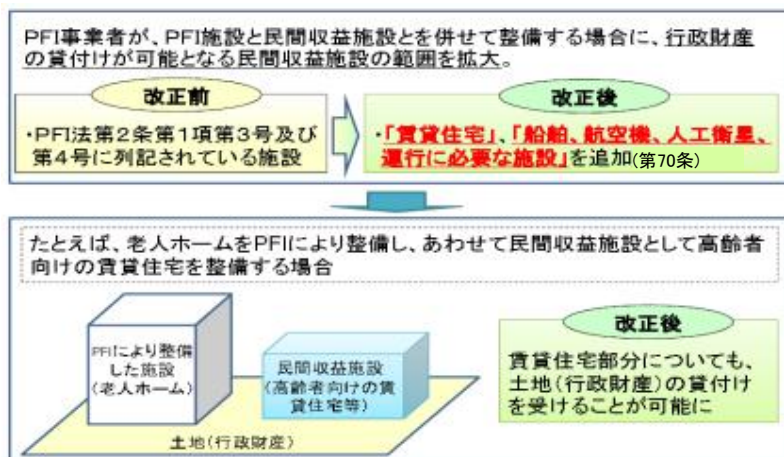 PFI事業者が、PFI施設と民間収益施設とを併せて整備する場合に、行政財産
の貸付けが可能となる民間収益施設の範囲を拡大。
改正前
・PFI法第2条第1項第3号及び
第4号に列記されている施設
改正後
・「賃貸住宅」、「船舶、航空機、人工衛星、
運行に必要な施設」を追加(第70条)
たとえば、老人ホームをPFIにより整備し、あわせて民間収益施設として高齢者
向けの賃貸住宅を整備する場合
PFIにより整備
した施設
(老人ホーム)
民間収益施設
(高齢者向けの賃
貸住宅等)
土地(行政財産)
改正後
賃貸住宅部分についても、
土地(行政財産)の貸付け
を受けることが可能に